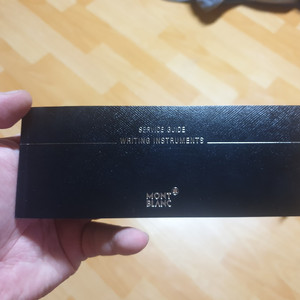 SERVICE GUIDE
WRITING INSTRUMENTS
MONT
BLANC